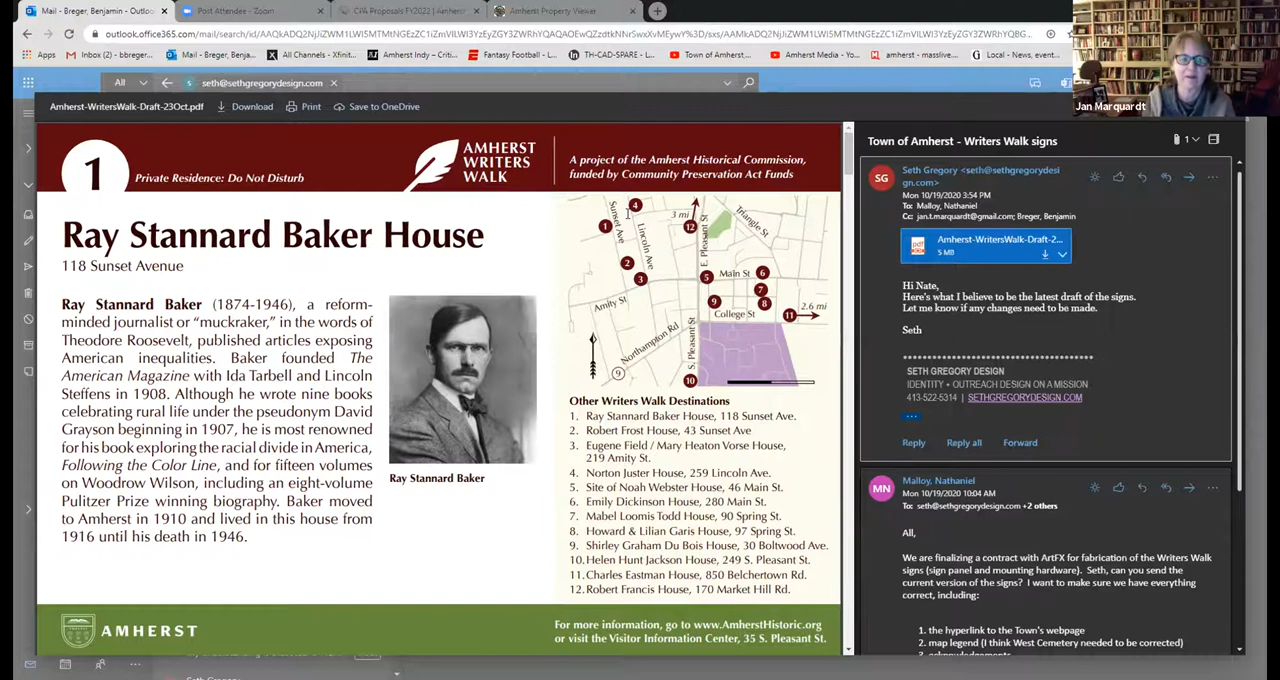 Mail - Breger, Benjamin - Outloo
Post Attendee - Zoom
CPA Proposals FY2022 | Amherst
Amherst Property Viewer
Apps
Inbox (2) - bbreger...
Mail - Breger, Benja...
All Channels - Xfinit...
Amherst Indy - Criti...
Fantasy Football - L...
TH-CAD-SPARE - L...
Town of Amherst -...
Amherst Media - Yo...
amherst - masslive...
Local - News, event...
Jan Marquardt
All
seth@sethgregorydesign.com
Amherst-WritersWalk-Draft-23Oct.pdf
Download
Print
Save to OneDrive
1
Private Residence: Do Not Disturb
AMHERST
WRITERS
WALK
A project of the Amherst Historical Commission,
funded by Community Preservation Act Funds
Ray Stannard Baker House
118 Sunset Avenue
Ray Stannard Baker (1874-1946), a reform-
minded journalist or “muckraker,” in the words of
Theodore Roosevelt, published articles exposing
American inequalities. Baker founded The
American Magazine with Ida Tarbell and Lincoln
Steffens in 1908. Although he wrote nine books
celebrating rural life under the pseudonym David
Grayson beginning in 1907, he is most renowned
for his book exploring the racial divide in America,
Following the Color Line, and for fifteen volumes
on Woodrow Wilson, including an eight-volume
Pulitzer Prize winning biography. Baker moved
to Amherst in 1910 and lived in this house from
1916 until his death in 1946.
Ray Stannard Baker
Sunset Ave
Lincoln Ave
3 mi
E. Pleasant St
Triangle St
Main St
Amity St
College St
2.6 mi
Northampton Rd
S. Pleasant St
1
2
3
4
5
6
7
8
9
10
11
12
9
Other Writers Walk Destinations
1. Ray Stannard Baker House, 118 Sunset Ave.
2. Robert Frost House, 43 Sunset Ave
3. Eugene Field / Mary Heaton Vorse House,
219 Amity St.
4. Norton Juster House, 259 Lincoln Ave.
5. Site of Noah Webster House, 46 Main St.
6. Emily Dickinson House, 280 Main St.
7. Mabel Loomis Todd House, 90 Spring St.
8. Howard & Lilian Garis House, 97 Spring St.
9. Shirley Graham Du Bois House, 30 Boltwood Ave.
10. Helen Hunt Jackson House, 249 S. Pleasant St.
11. Charles Eastman House, 850 Belchertown Rd.
12. Robert Francis House, 170 Market Hill Rd.
AMHERST
For more information, go to www.AmherstHistoric.org
or visit the Visitor Information Center, 35 S. Pleasant St.
Town of Amherst - Writers Walk signs
1
SG
Seth Gregory <seth@sethgregorydesi
gn.com>
Mon 10/19/2020 3:54 PM
To: Malloy, Nathaniel
Cc: jan.t.marquardt@gmail.com; Breger, Benjamin
Amherst-WritersWalk-Draft-2...
5 MB
Hi Nate,
Here's what I believe to be the latest draft of the signs.
Let me know if any changes need to be made.
Seth
SETH GREGORY DESIGN
IDENTITY + OUTREACH DESIGN ON A MISSION
413-522-5314 | SETHGREGORYDESIGN.COM
...
Reply
Reply all
Forward
MN
Malloy, Nathaniel
Mon 10/19/2020 10:04 AM
To: seth@sethgregorydesign.com +2 others
All,
We are finalizing a contract with ArtFX for fabrication of the Writers Walk
signs (sign panel and mounting hardware). Seth, can you send the
current version of the signs? I want to make sure we have everything
correct, including:
1. the hyperlink to the Town's webpage
2. map legend (I think West Cemetery needed to be corrected)
3. acknowledgements
Seth Gregory